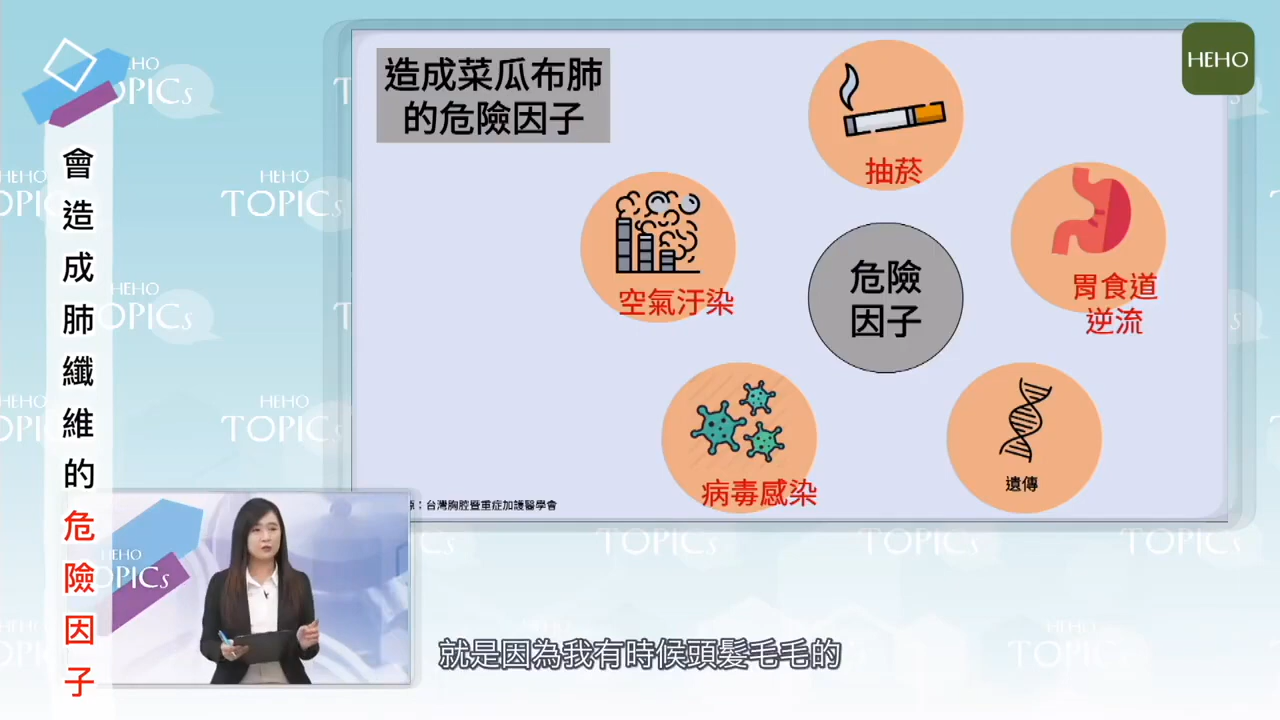 會造成肺纖維的危險因子
造成菜瓜布肺
的危險因子
抽菸
空氣汙染
胃食道
逆流
危險
因子
病毒感染
遺傳
源：台灣胸腔暨重症加護醫學會
HEHO
HEHO
TOPICs
就是因為我有時候頭髮毛毛的